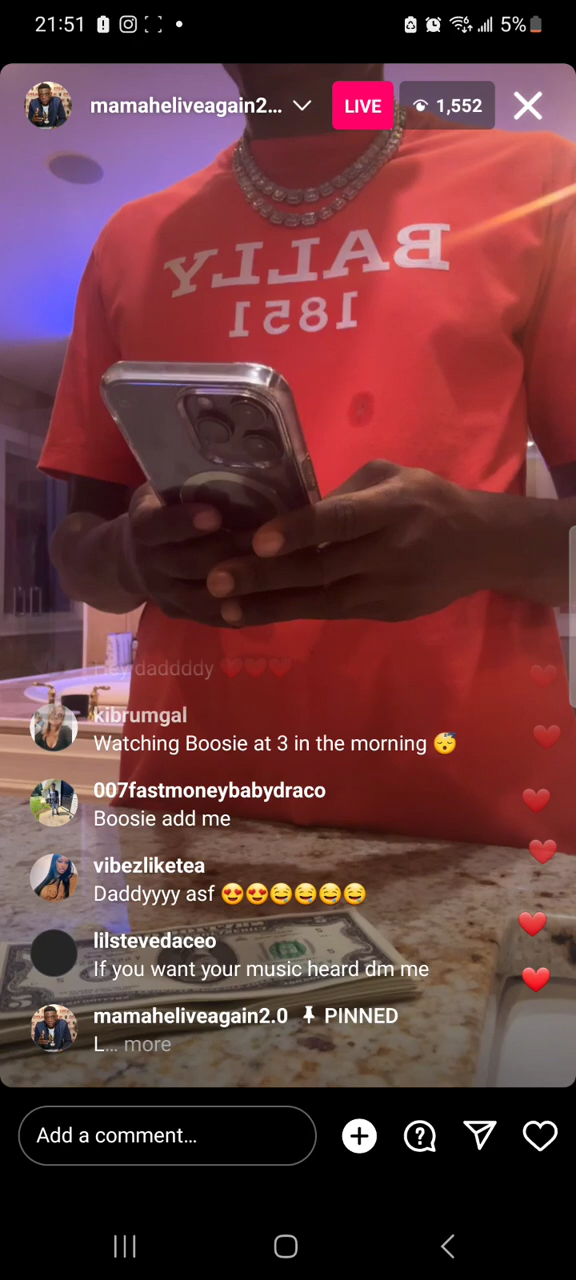 21:51
5%
mamaheliveagain2...
LIVE
1,552
BALLY
1851
Hey daddddy ❤️❤️❤️
kibrumgal
Watching Boosie at 3 in the morning 😴
007fastmoneybabydraco
Boosie add me
vibezliketea
Daddyyyy asf 😍😍🤤🤤🤤🤤
lilstevedaceo
If you want your music heard dm me
mamaheliveagain2.0 PINNED
L... more
Add a comment...